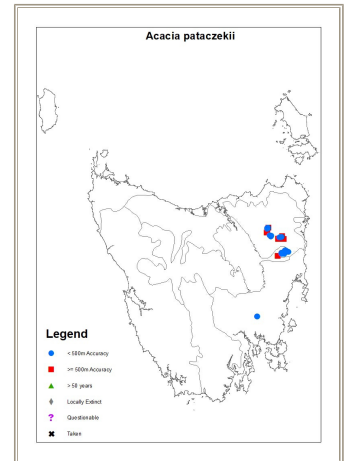 Acacia pataczekii
Legend
< 500m Accuracy
>= 500m Accuracy
> 50 years
Locally Extinct
? Questionable
Taken